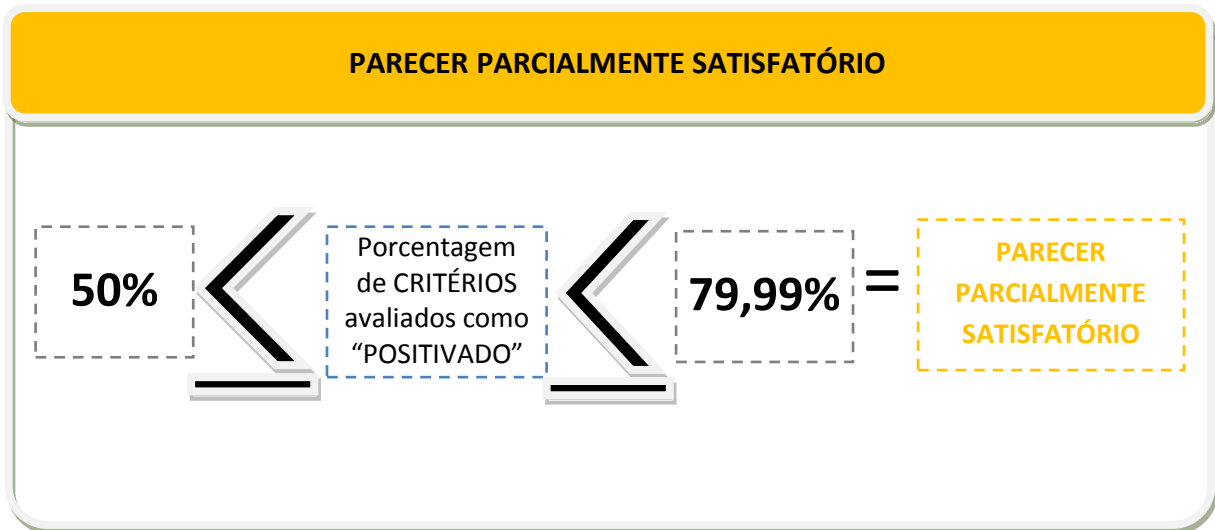 PARECER PARCIALMENTE SATISFATÓRIO
50%
≤
Porcentagem
de CRITÉRIOS
avaliados como
“POSITIVADO”
≤
79,99%
=
PARECER
PARCIALMENTE
SATISFATÓRIO